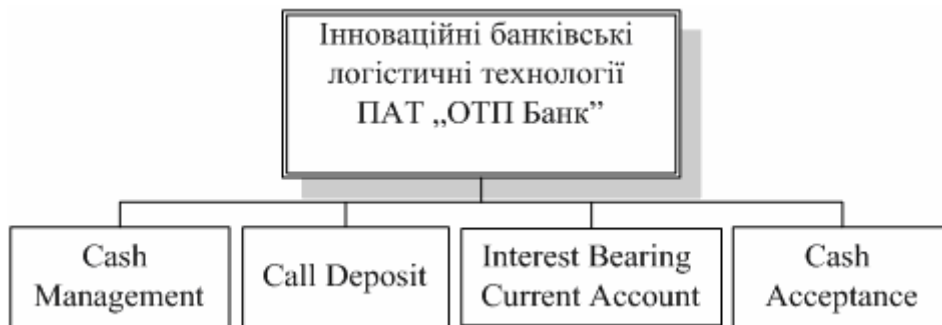 Інноваційні банківські
логістичні технології
ПАТ „ОТП Банк”
Cash
Management
Call Deposit
Interest Bearing
Current Account
Cash
Acceptance